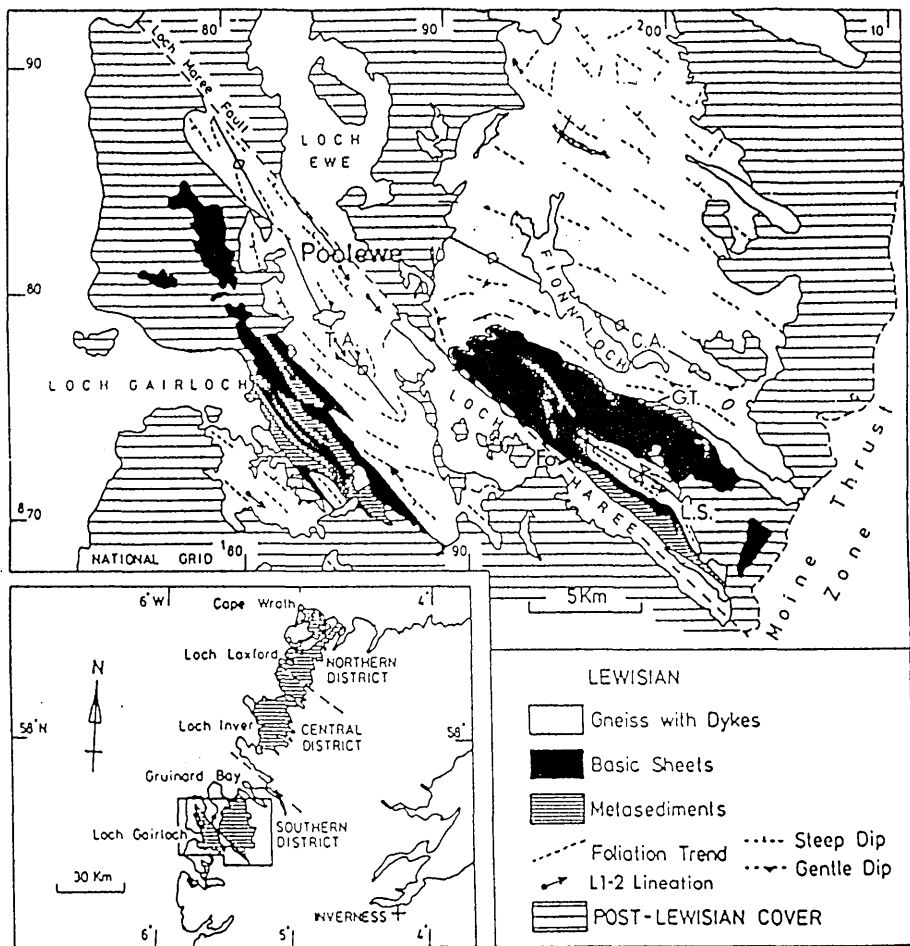 80
90
²00
10
90
Loch Maree Fault
LOCH
EWE
Poolewe
80
FIONN LOCH
T.A.
C.A.
LOCH GAIRLOCH
G.T.
LOCH MAREE
L.S.
⁸70
Moine Thrust
Zone
NATIONAL GRID
¹80
90
5Km
6°W
4°
Cape Wrath
N
Loch Laxford
NORTHERN
DISTRICT
58°N
Loch Inver
CENTRAL
DISTRICT
58°
Gruinard Bay
Loch Gairloch
SOUTHERN
DISTRICT
30 Km
INVERNESS
6°
5°
4°
LEWISIAN
Gneiss with Dykes
Basic Sheets
Metasediments
Foliation Trend
Steep Dip
L1-2 Lineation
Gentle Dip
POST-LEWISIAN COVER